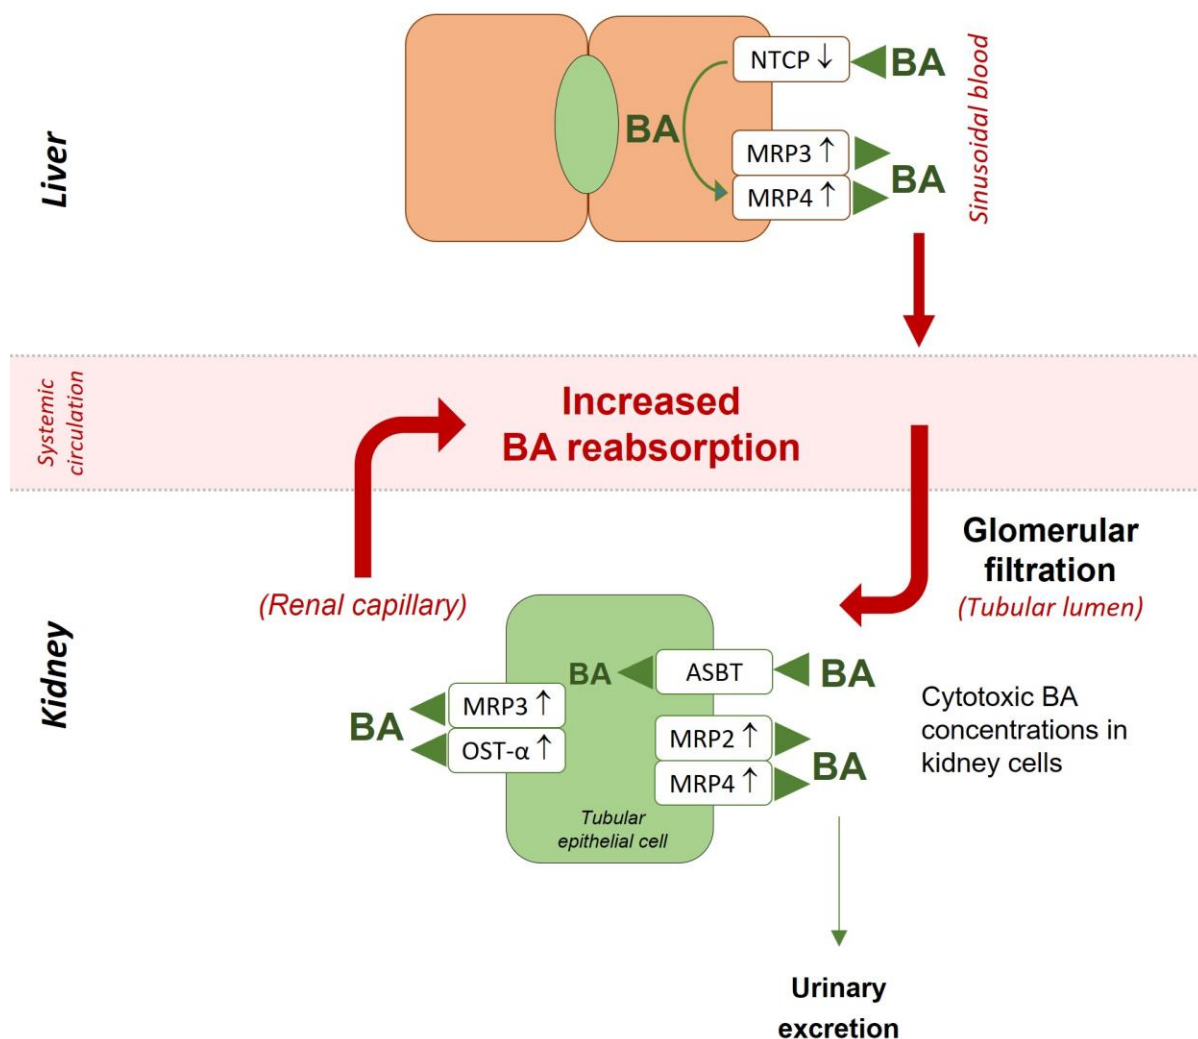 Liver
NTCP ↓
BA
BA
MRP3 ↑
MRP4 ↑
BA
Sinusoidal blood
Systemic
circulation
Increased
BA reabsorption
Kidney
(Renal capillary)
Glomerular
filtration
(Tubular lumen)
BA
ASBT
BA
MRP3 ↑
OST-α ↑
BA
MRP2 ↑
MRP4 ↑
BA
Tubular
epithelial cell
Cytotoxic BA
concentrations in
kidney cells
Urinary
excretion